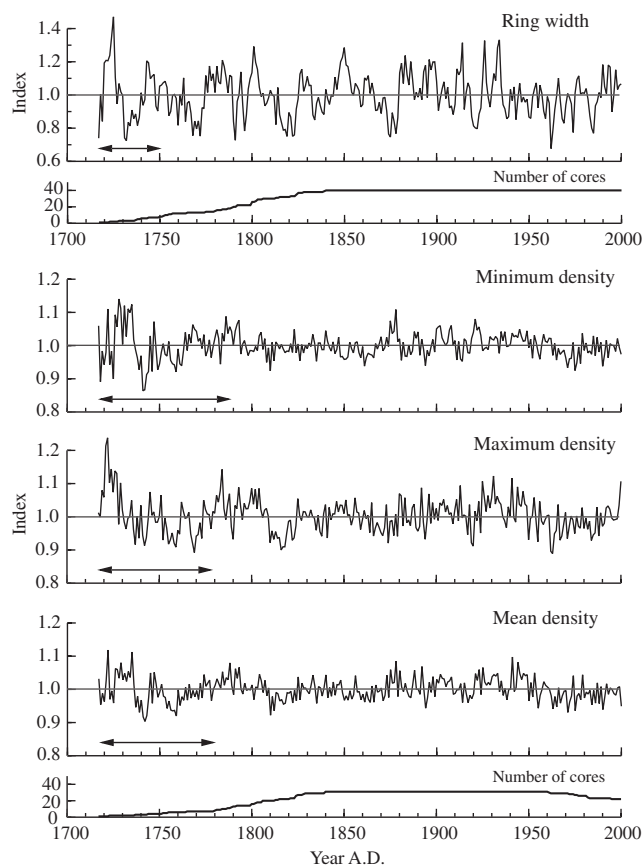 Ring width
1.4
1.2
1.0
0.8
0.6
Index
Number of cores
40
20
0
1700 1750 1800 1850 1900 1950 2000
Minimum density
1.2
1.1
1.0
0.9
0.8
Maximum density
1.2
1.1
1.0
0.9
0.8
Index
Mean density
1.2
1.1
1.0
0.9
0.8
Number of cores
40
20
0
1700 1750 1800 1850 1900 1950 2000
Year A.D.